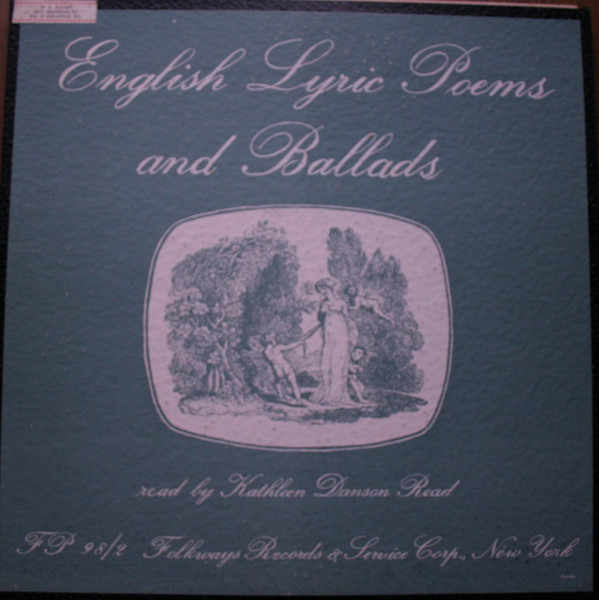 English Lyric Poems
and Ballads
read by Kathleen Danson Read
FP 98/2 Folkways Records & Service Corp., New York